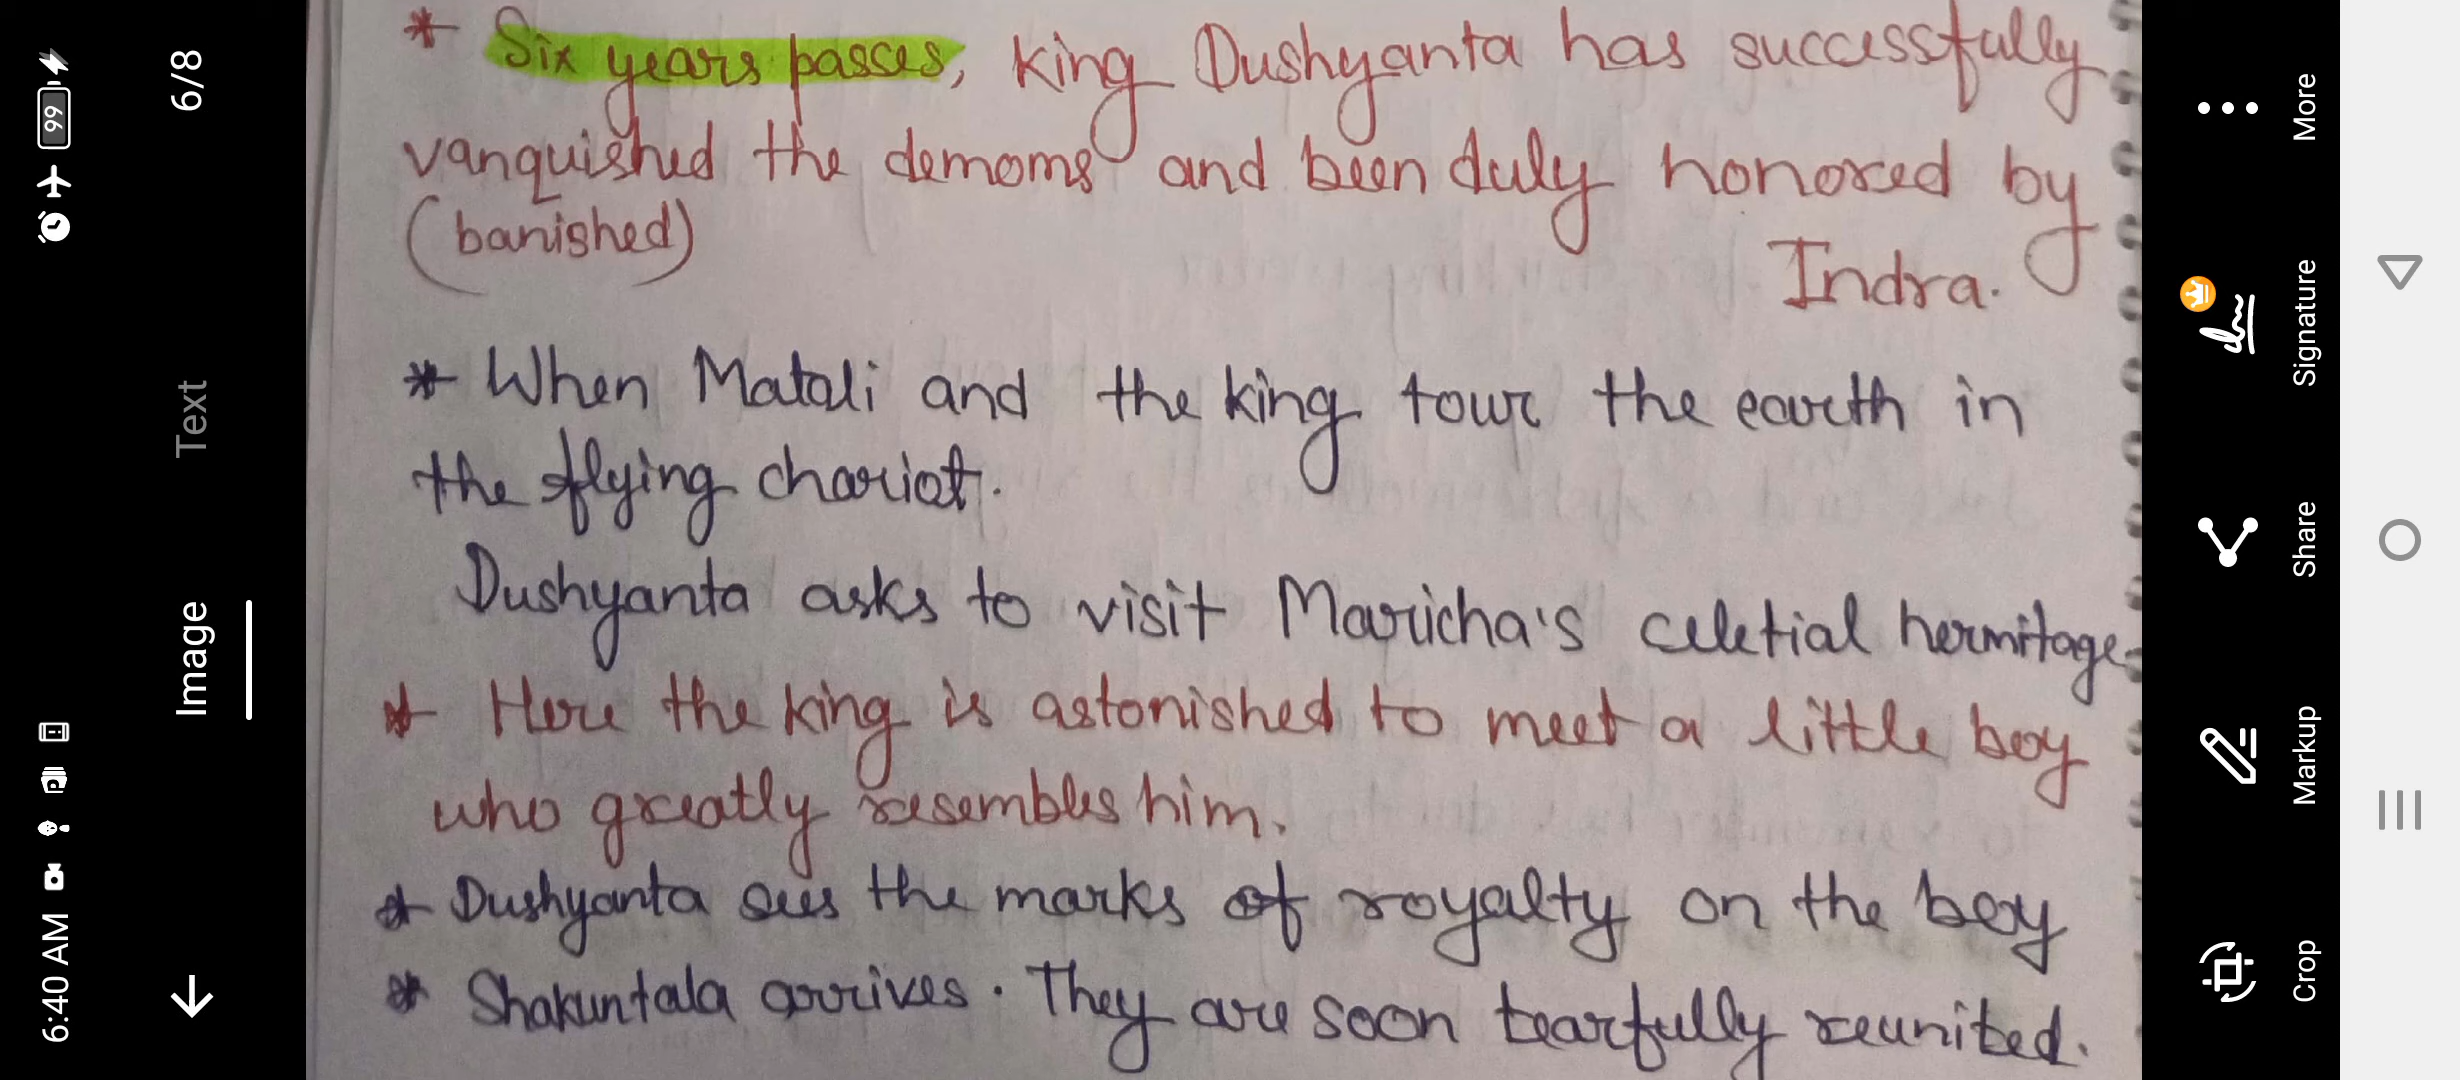 * Six years passes, king Dushyanta has successfully
vanquished the demoms and been duly honored by
(banished)
Indra.
* When Matali and the king tour the earth in
the flying chariot.
Dushyanta asks to visit Maricha's celetial hermitage
* Here the king is astonished to meet a little boy
who greatly resembles him.
* Dushyanta sees the marks of royalty on the boy
* Shakuntala arrives. They are soon tearfully reunited.
6:40 AM
99
6/8
Text
Image
More
Signature
Share
Markup
Crop